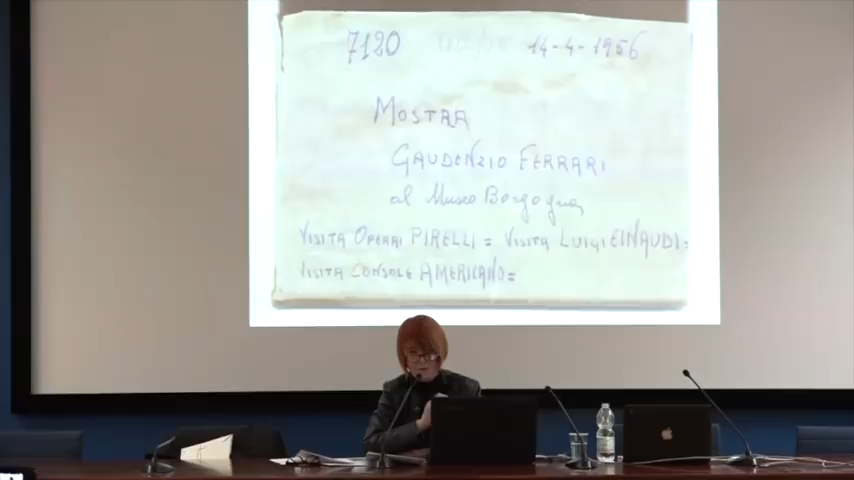 7120 14-4-1956
MOSTRA
GAUDENZIO FERRARI
al Museo Borgogna
VISITA OPERAI PIRELLI = VISITA LUIGI EINAUDI =
VISITA CONSOLE AMERICANO =